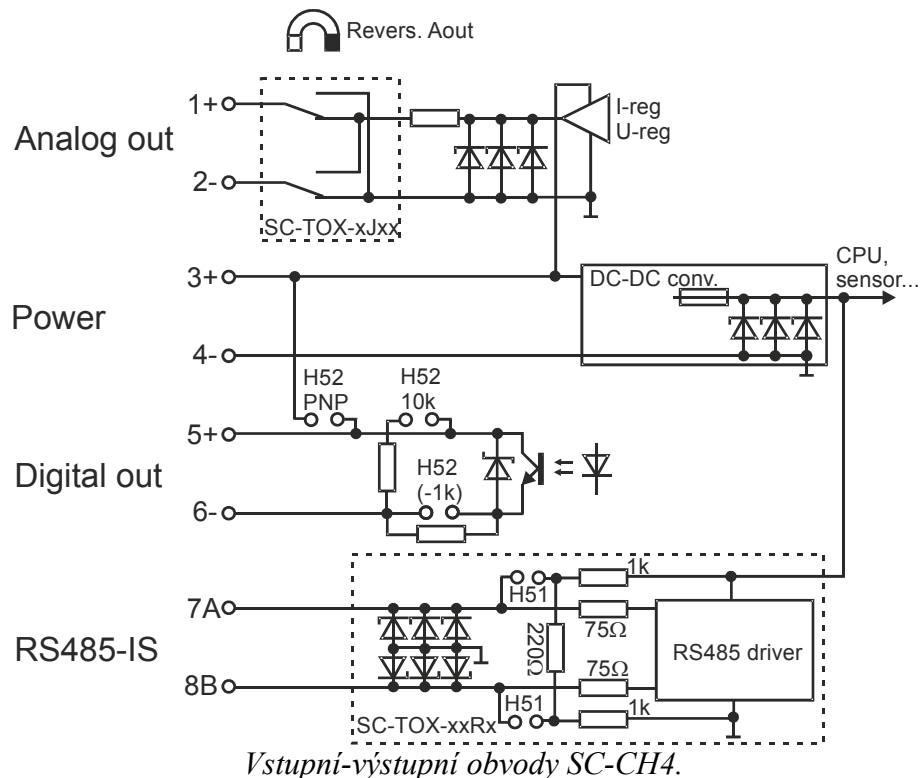 Revers. Aout
1+
I-reg
U-reg
Analog out
2-
SC-TOX-xJxx
CPU,
sensor...
3+
DC-DC conv.
Power
4-
H52
PNP
H52
10k
5+
Digital out
H52
(-1k)
6-
1k
H51
7A
75Ω
220Ω
RS485-IS
RS485 driver
75Ω
8B
H51
1k
SC-TOX-xxRx
Vstupní-výstupní obvody SC-CH4.